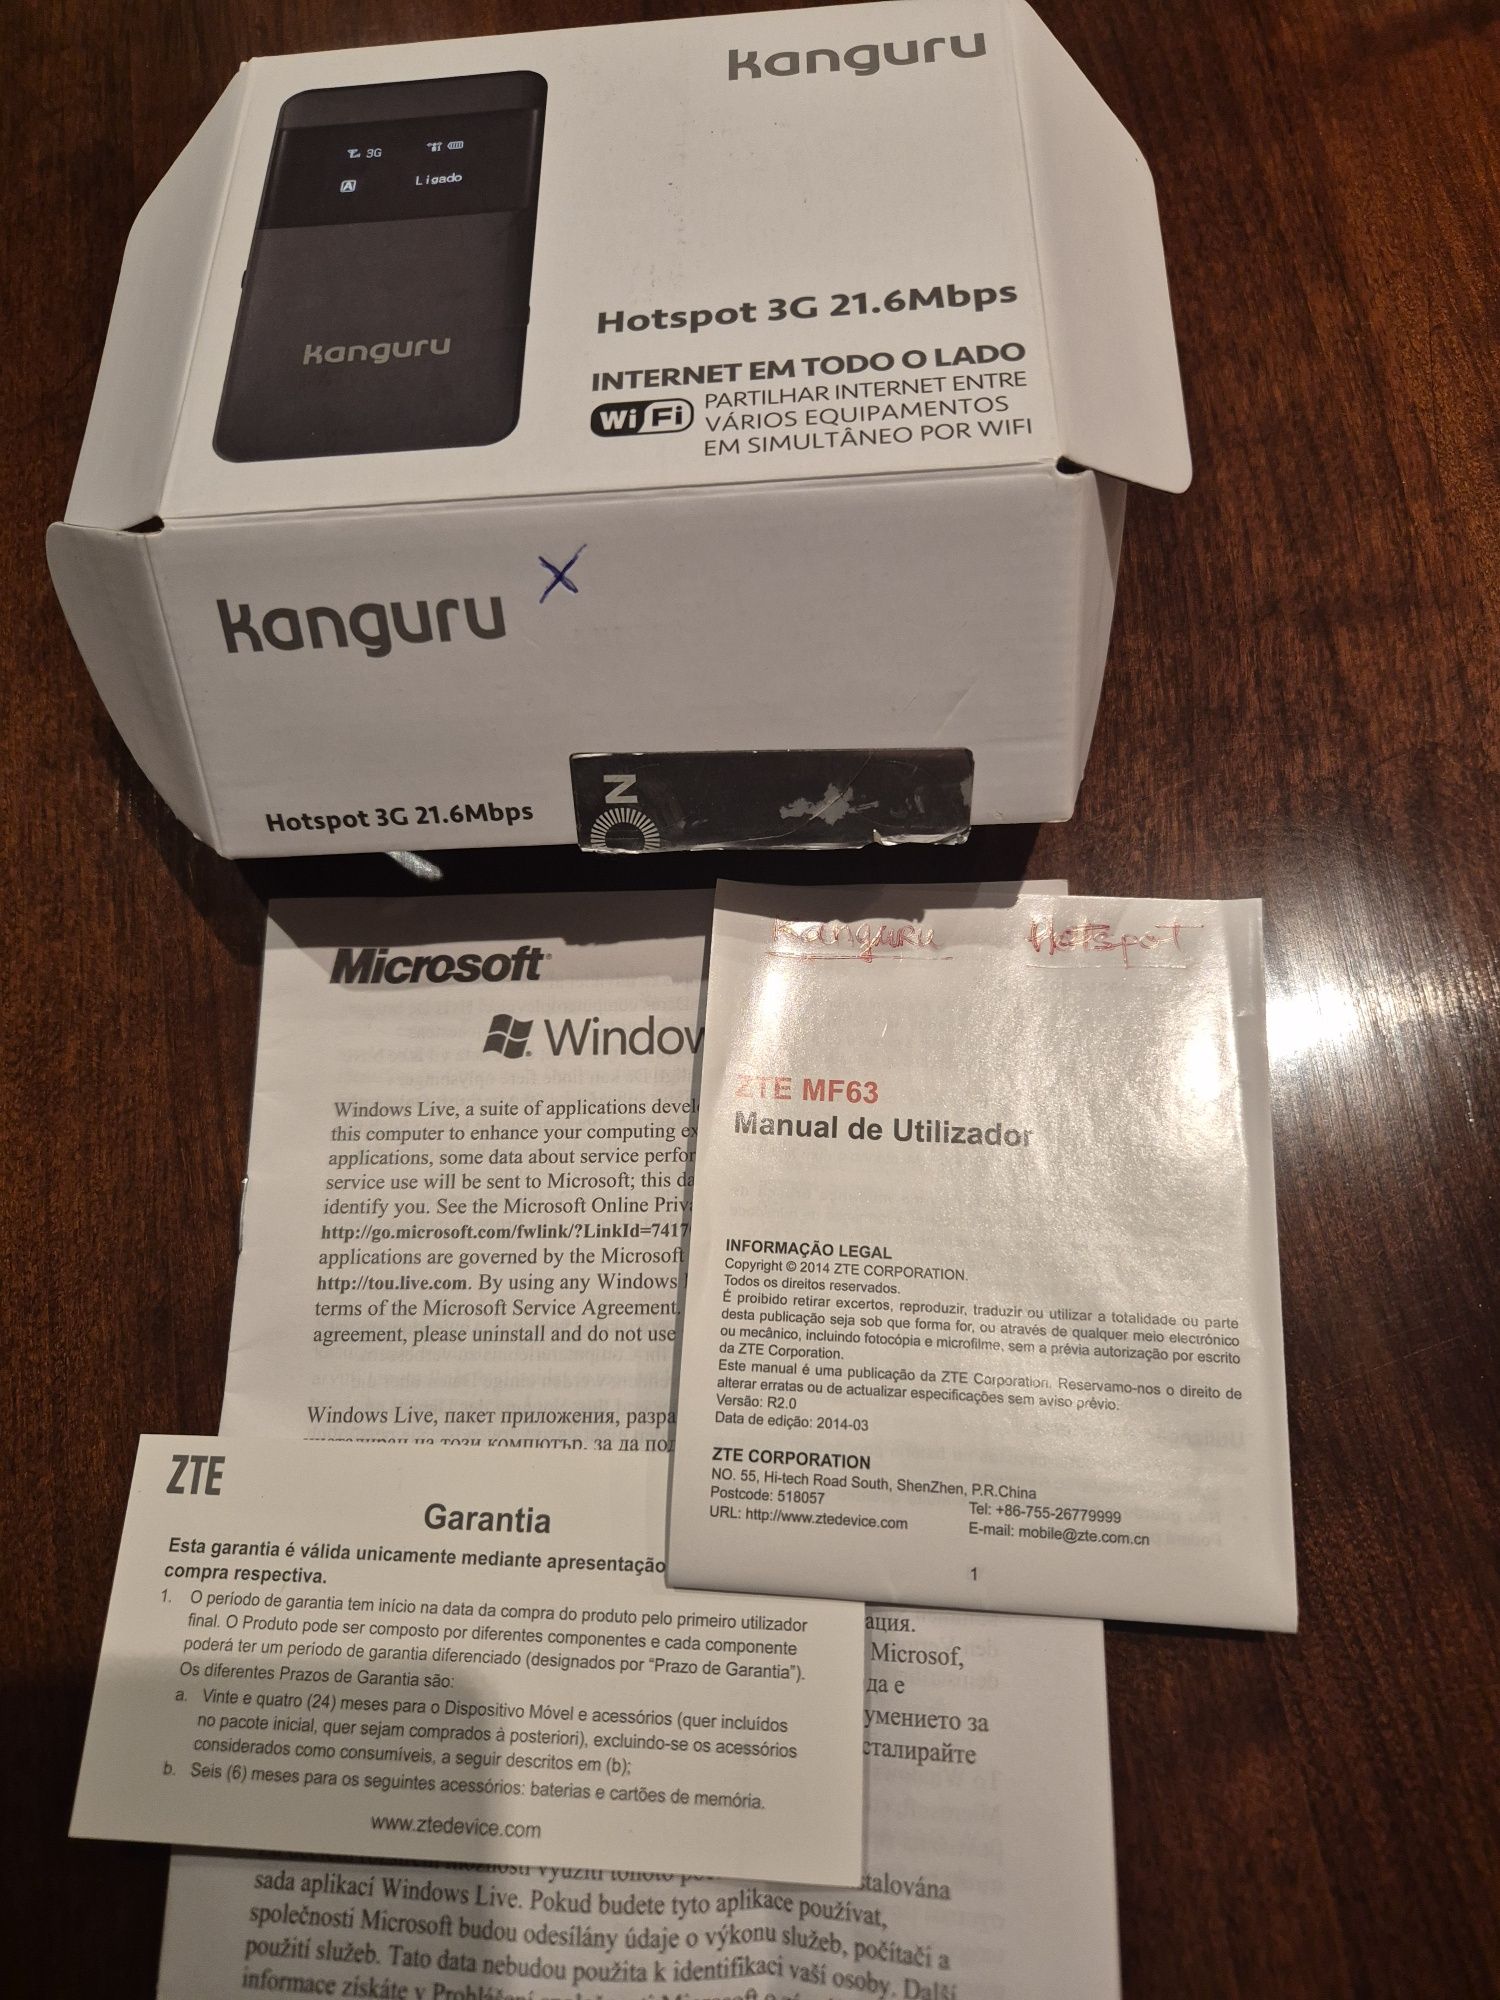 Kanguru
3G
A
Ligado
Kanguru
Hotspot 3G 21.6Mbps
INTERNET EM TODO O LADO
WiFi
PARTILHAR INTERNET ENTRE
VÁRIOS EQUIPAMENTOS
EM SIMULTÂNEO POR WIFI
Kanguru X
Hotspot 3G 21.6Mbps
Microsoft
Windows Live, a suite of applications
this computer to enhance your computing
applications, some data about service
service use will be sent to Microsoft; this
identify you. See the Microsoft Online
http://go.microsoft.com/fwlink/?LinkId=7417
applications are governed by the Microsoft
http://tou.live.com. By using any Windows
terms of the Microsoft Service Agreement.
agreement, please uninstall and do not use
Windows Live, пакет приложения,
на този компютър, за да
Kanguru Hotspot
ZTE MF63
Manual de Utilizador
INFORMAÇÃO LEGAL
Copyright © 2014 ZTE CORPORATION.
Todos os direitos reservados.
É proibido retirar excertos, reproduzir, traduzir ou utilizar a totalidade ou parte
desta publicação seja sob que forma for, ou através de qualquer meio electrónico
ou mecânico, incluindo fotocópia e microfilme, sem a prévia autorização por escrito
da ZTE Corporation.
Este manual é uma publicação da ZTE Corporation. Reservamo-nos o direito de
alterar erratas ou de actualizar especificações sem aviso prévio.
Versão: R2.0
Data de edição: 2014-03
ZTE CORPORATION
NO. 55, Hi-tech Road South, ShenZhen, P.R.China
Postcode: 518057
Tel: +86-755-26779999
URL: http://www.ztedevice.com
E-mail: mobile@zte.com.cn
1
ZTE
Garantia
Esta garantia é válida unicamente mediante apresentação
compra respectiva.
1. O período de garantia tem início na data da compra do produto pelo primeiro utilizador
final. O Produto pode ser composto por diferentes componentes e cada componente
poderá ter um período de garantia diferenciado (designados por “Prazo de Garantia”).
Os diferentes Prazos de Garantia são:
a. Vinte e quatro (24) meses para o Dispositivo Móvel e acessórios (quer incluídos
no pacote inicial, quer sejam comprados à posteriori), excluindo-se os acessórios
considerados como consumíveis, a seguir descritos em (b);
b. Seis (6) meses para os seguintes acessórios: baterias e cartões de memória.
www.ztedevice.com
Microsof,
да е
за
sada aplikací Windows Live. Pokud budete tyto aplikace používat,
společnosti Microsoft budou odesílány údaje o výkonu služeb, počítači a
použití služeb. Tato data nebudou použita k identifikaci vaší osoby. Další
informace získáte v